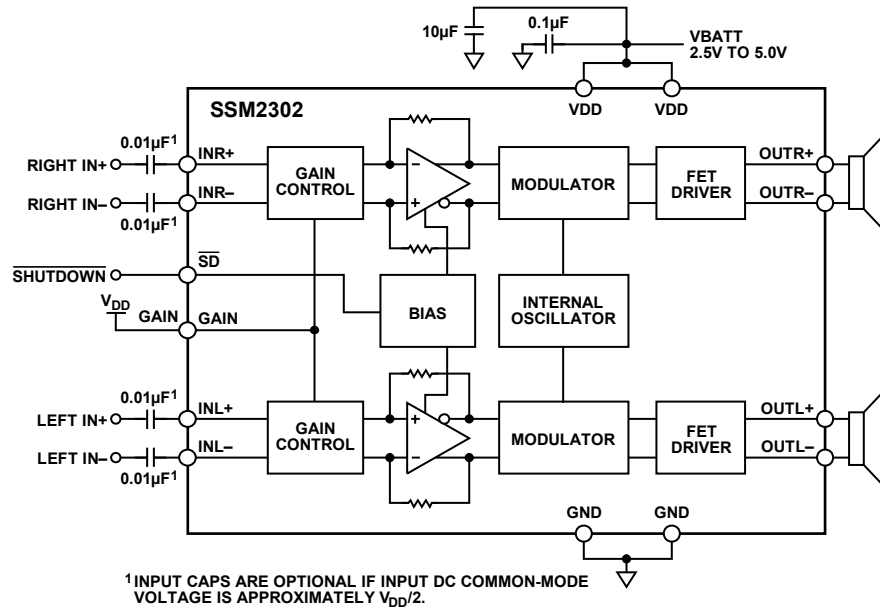 10µF
0.1µF
VBATT
2.5V TO 5.0V
SSM2302
VDD
VDD
0.01µF¹
RIGHT IN+
INR+
GAIN
CONTROL
−
+
MODULATOR
FET
DRIVER
OUTR+
RIGHT IN–
INR–
OUTR–
0.01µF¹
SHUTDOWN
SD
BIAS
INTERNAL
OSCILLATOR
VDD
GAIN
GAIN
0.01µF¹
LEFT IN+
INL+
GAIN
CONTROL
+
−
MODULATOR
FET
DRIVER
OUTL+
LEFT IN–
INL–
OUTL–
0.01µF¹
GND
GND
¹ INPUT CAPS ARE OPTIONAL IF INPUT DC COMMON-MODE
VOLTAGE IS APPROXIMATELY VDD/2.